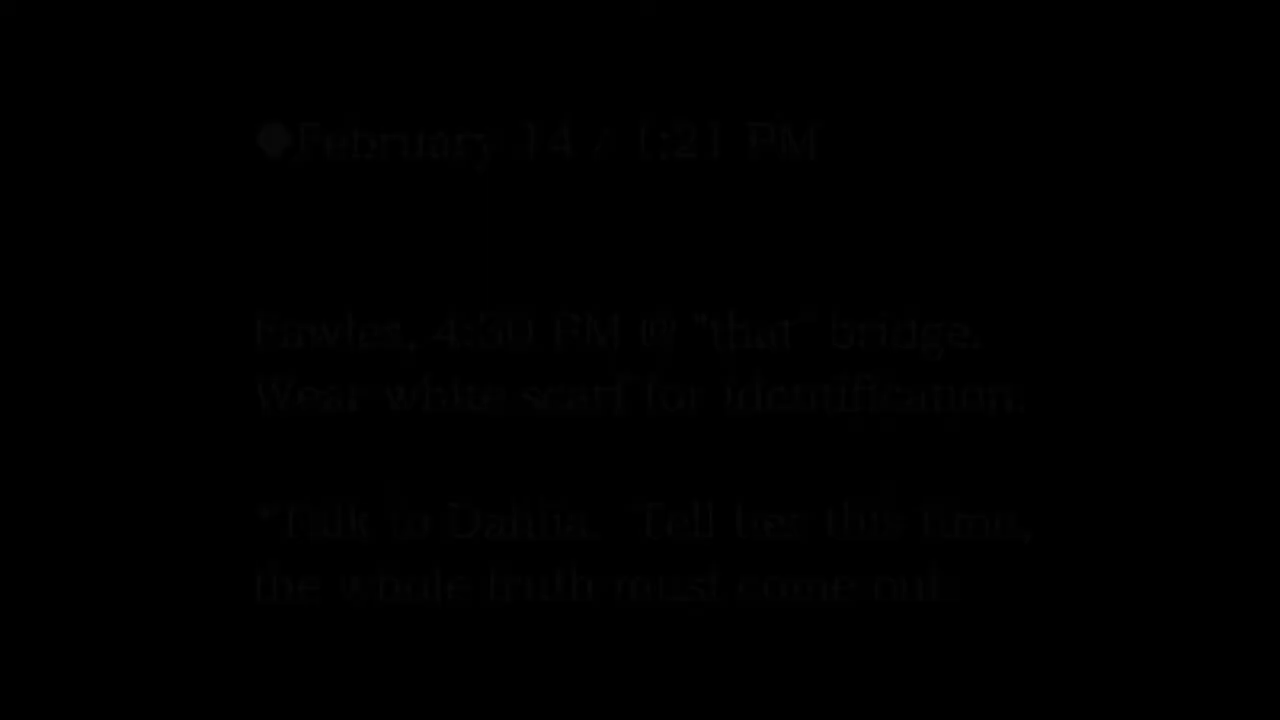 ●February 14 / 1:21 PM
Fawles, 4:30 PM @ "that" bridge.
Wear white scarf for identification.
*Talk to Dahlia. Tell her this time,
the whole truth must come out.